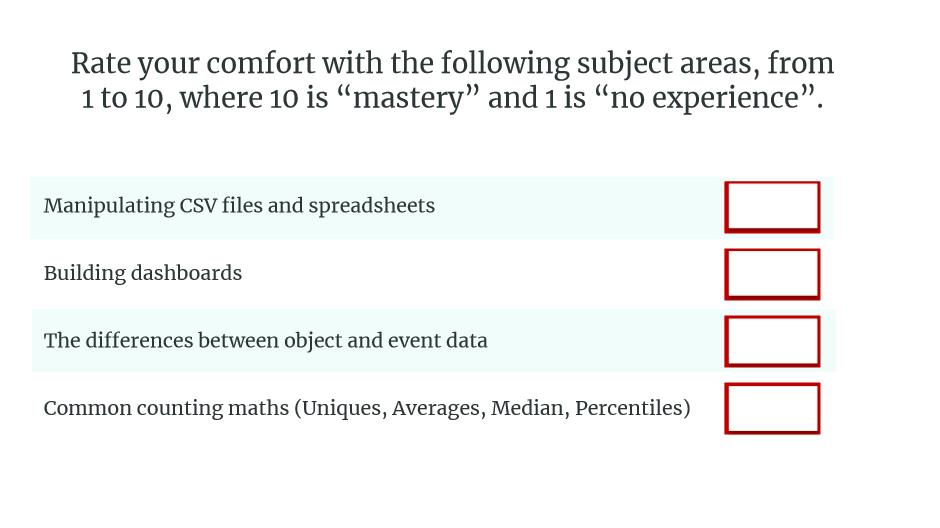 Rate your comfort with the following subject areas, from
1 to 10, where 10 is “mastery” and 1 is “no experience”.
Manipulating CSV files and spreadsheets
Building dashboards
The differences between object and event data
Common counting maths (Uniques, Averages, Median, Percentiles)